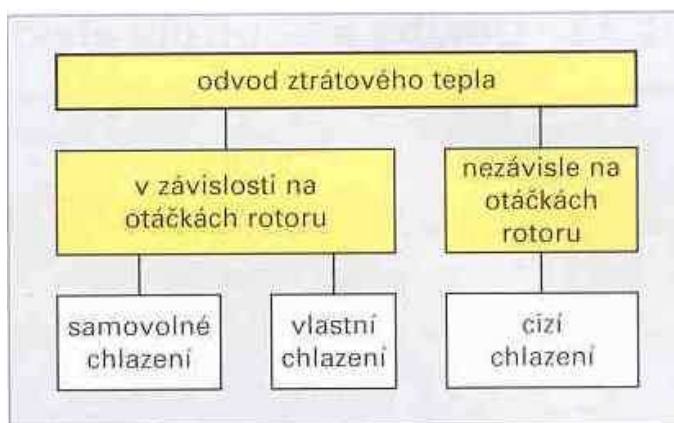 odvod ztrátového tepla
v závislosti na
otáčkách rotoru
nezávisle na
otáčkách
rotoru
samovolné
chlazení
vlastní
chlazení
cizí
chlazení